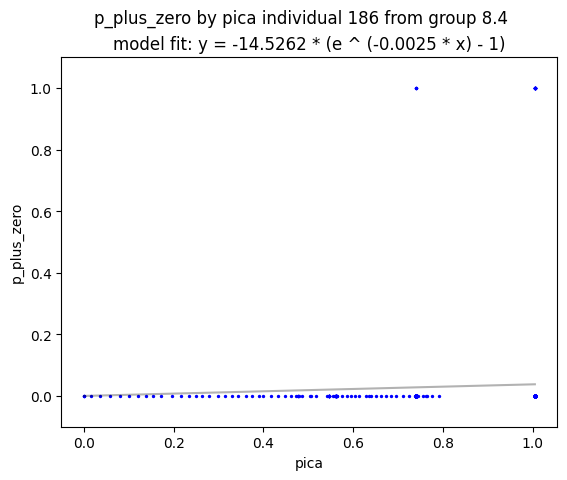 p_plus_zero by pica individual 186 from group 8.4
model fit: y = -14.5262 * (e ^ (-0.0025 * x) - 1)
1.0
0.8
0.6
0.4
0.2
0.0
p_plus_zero
0.0 0.2 0.4 0.6 0.8 1.0
pica